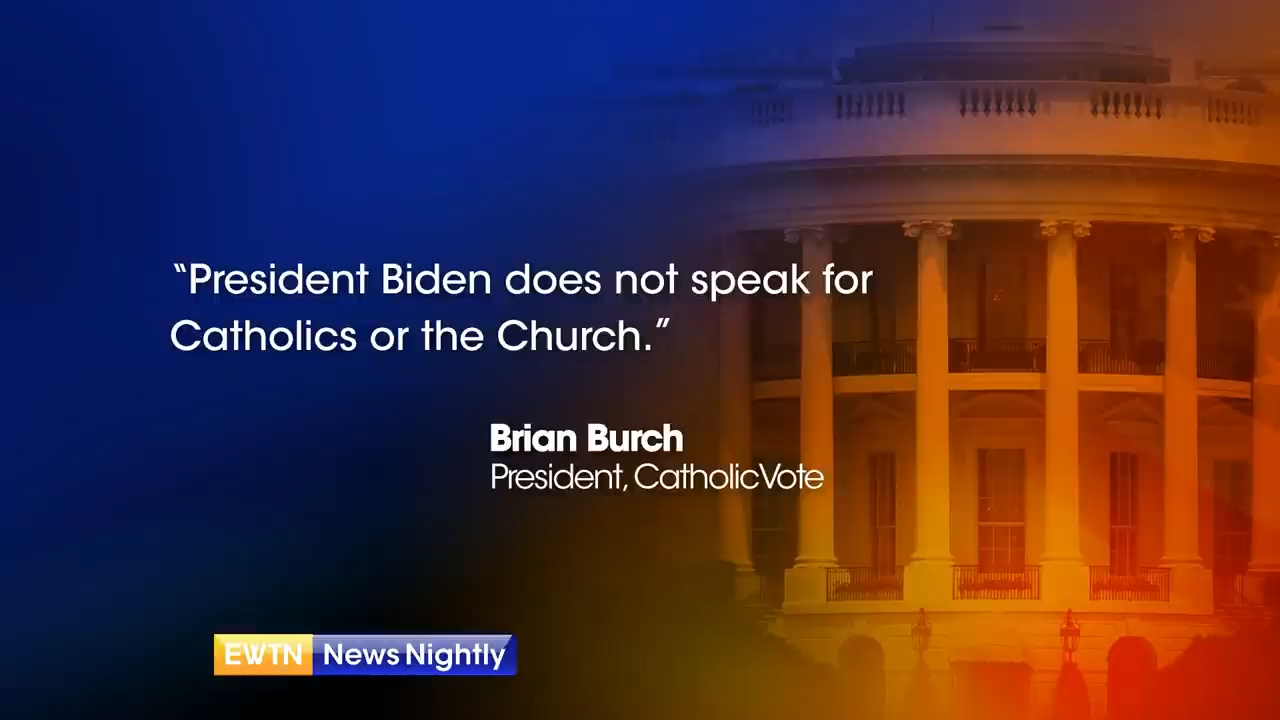 “President Biden does not speak for
Catholics or the Church.”
Brian Burch
President, CatholicVote
EWTN News Nightly